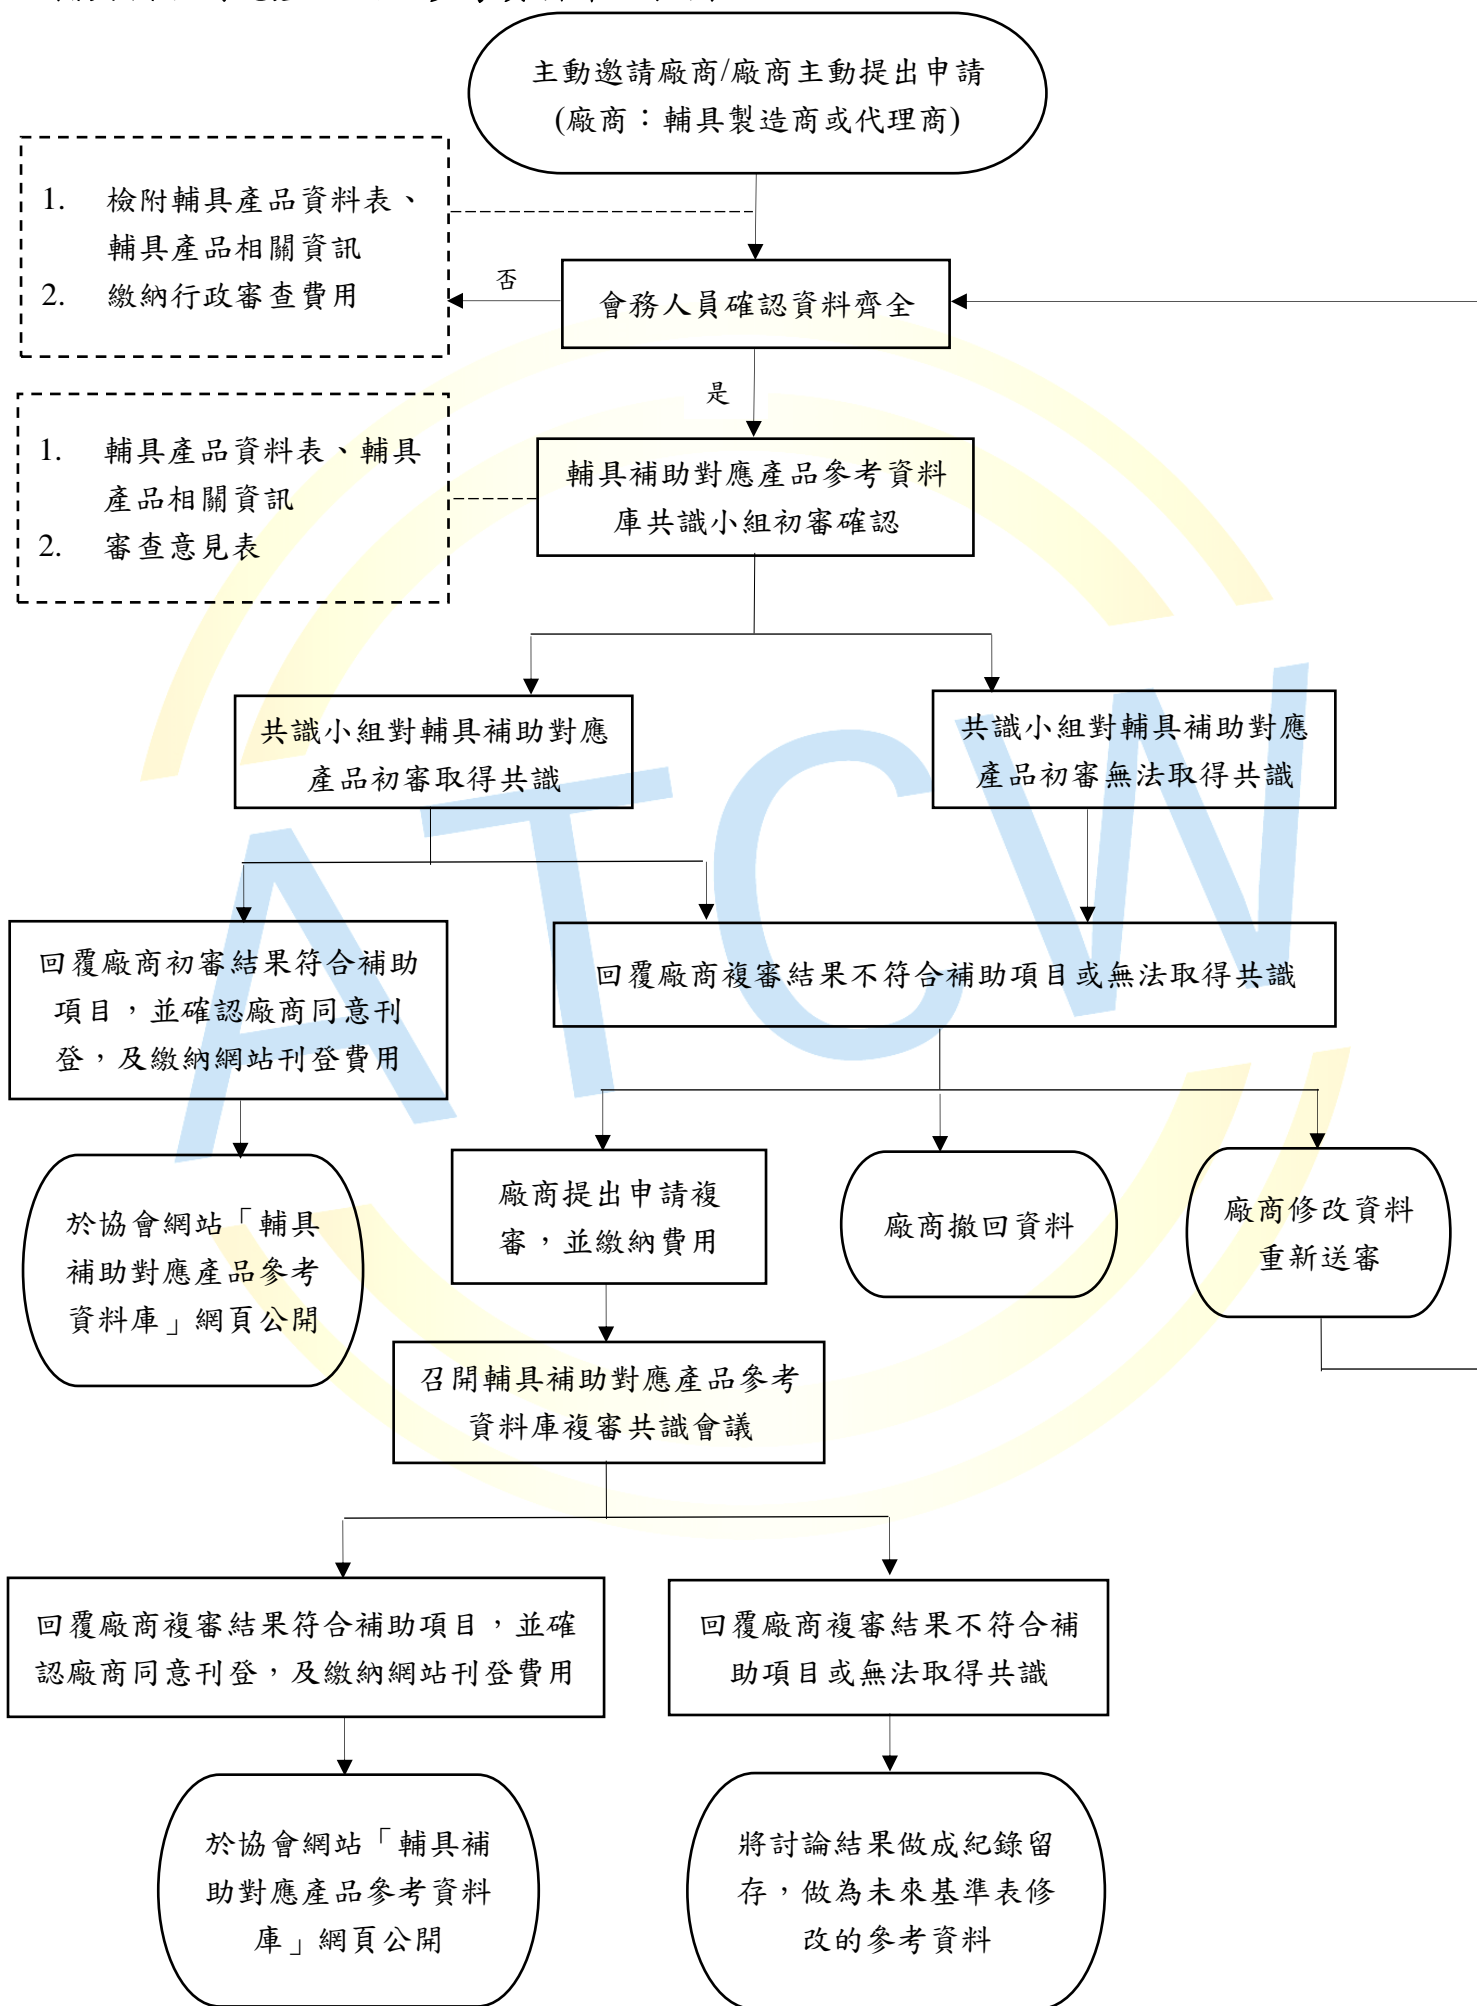 主動邀請廠商/廠商主動提出申請
(廠商：輔具製造商或代理商)
1. 檢附輔具產品資料表、
輔具產品相關資訊
2. 繳納行政審查費用
否
會務人員確認資料齊全
是
1. 輔具產品資料表、輔具
產品相關資訊
2. 審查意見表
輔具補助對應產品參考資料
庫共識小組初審確認
共識小組對輔具補助對應
產品初審取得共識
共識小組對輔具補助對應
產品初審無法取得共識
回覆廠商初審結果符合補助
項目，並確認廠商同意刊
登，及繳納網站刊登費用
回覆廠商複審結果不符合補助項目或無法取得共識
於協會網站「輔具
補助對應產品參考
資料庫」網頁公開
廠商提出申請複
審，並繳納費用
廠商撤回資料
廠商修改資料
重新送審
召開輔具補助對應產品參考
資料庫複審共識會議
回覆廠商複審結果符合補助項目，並確
認廠商同意刊登，及繳納網站刊登費用
回覆廠商複審結果不符合補
助項目或無法取得共識
於協會網站「輔具補
助對應產品參考資料
庫」網頁公開
將討論結果做成紀錄留
存，做為未來基準表修
改的參考資料
ATCW